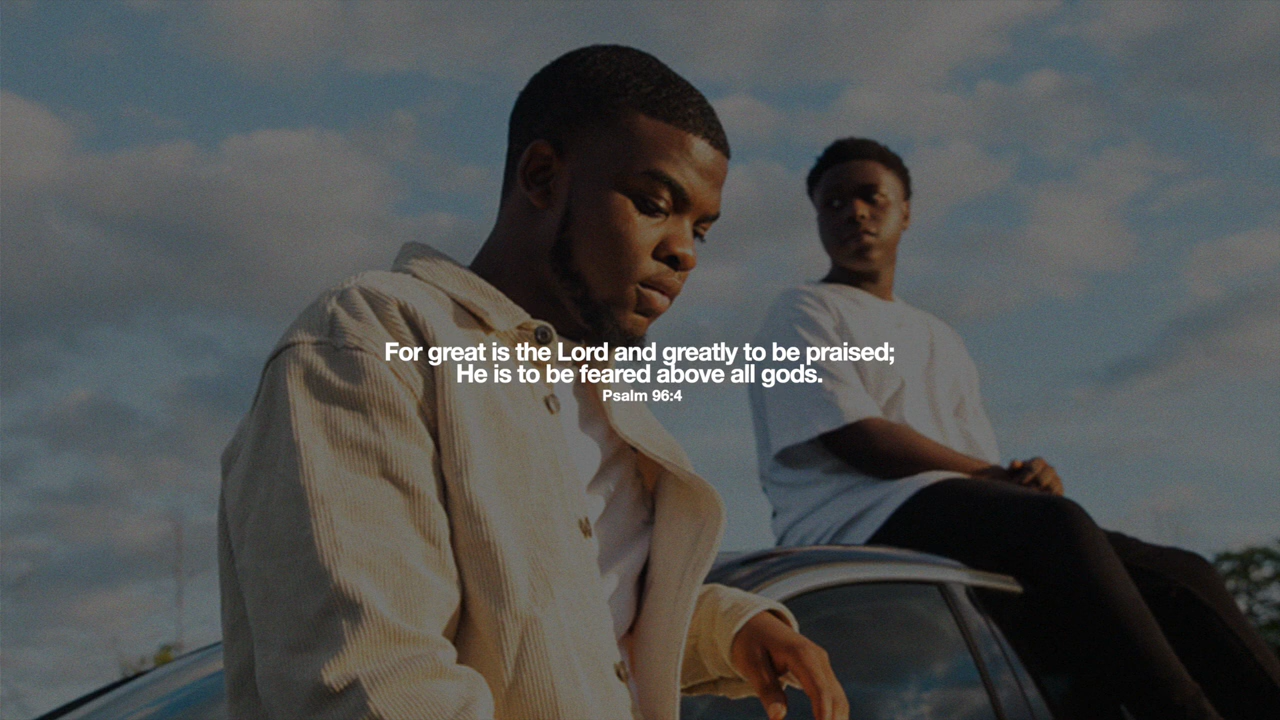 For great is the Lord and greatly to be praised;
He is to be feared above all gods.
Psalm 96:4